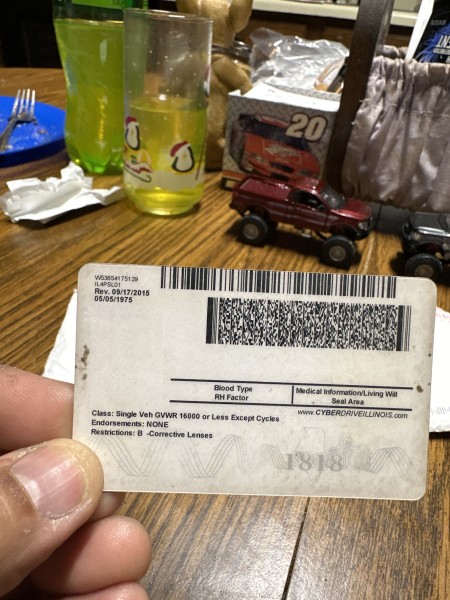 20
W53654175129
IL4PSL01
Rev. 09/17/2015
05/05/1975
Blood Type
RH Factor
Medical Information/Living Will
Seal Area
www.CYBERDRIVEILLINOIS.com
Class: Single Veh GVWR 16000 or Less Except Cycles
Endorsements: NONE
Restrictions: B -Corrective Lenses
1818